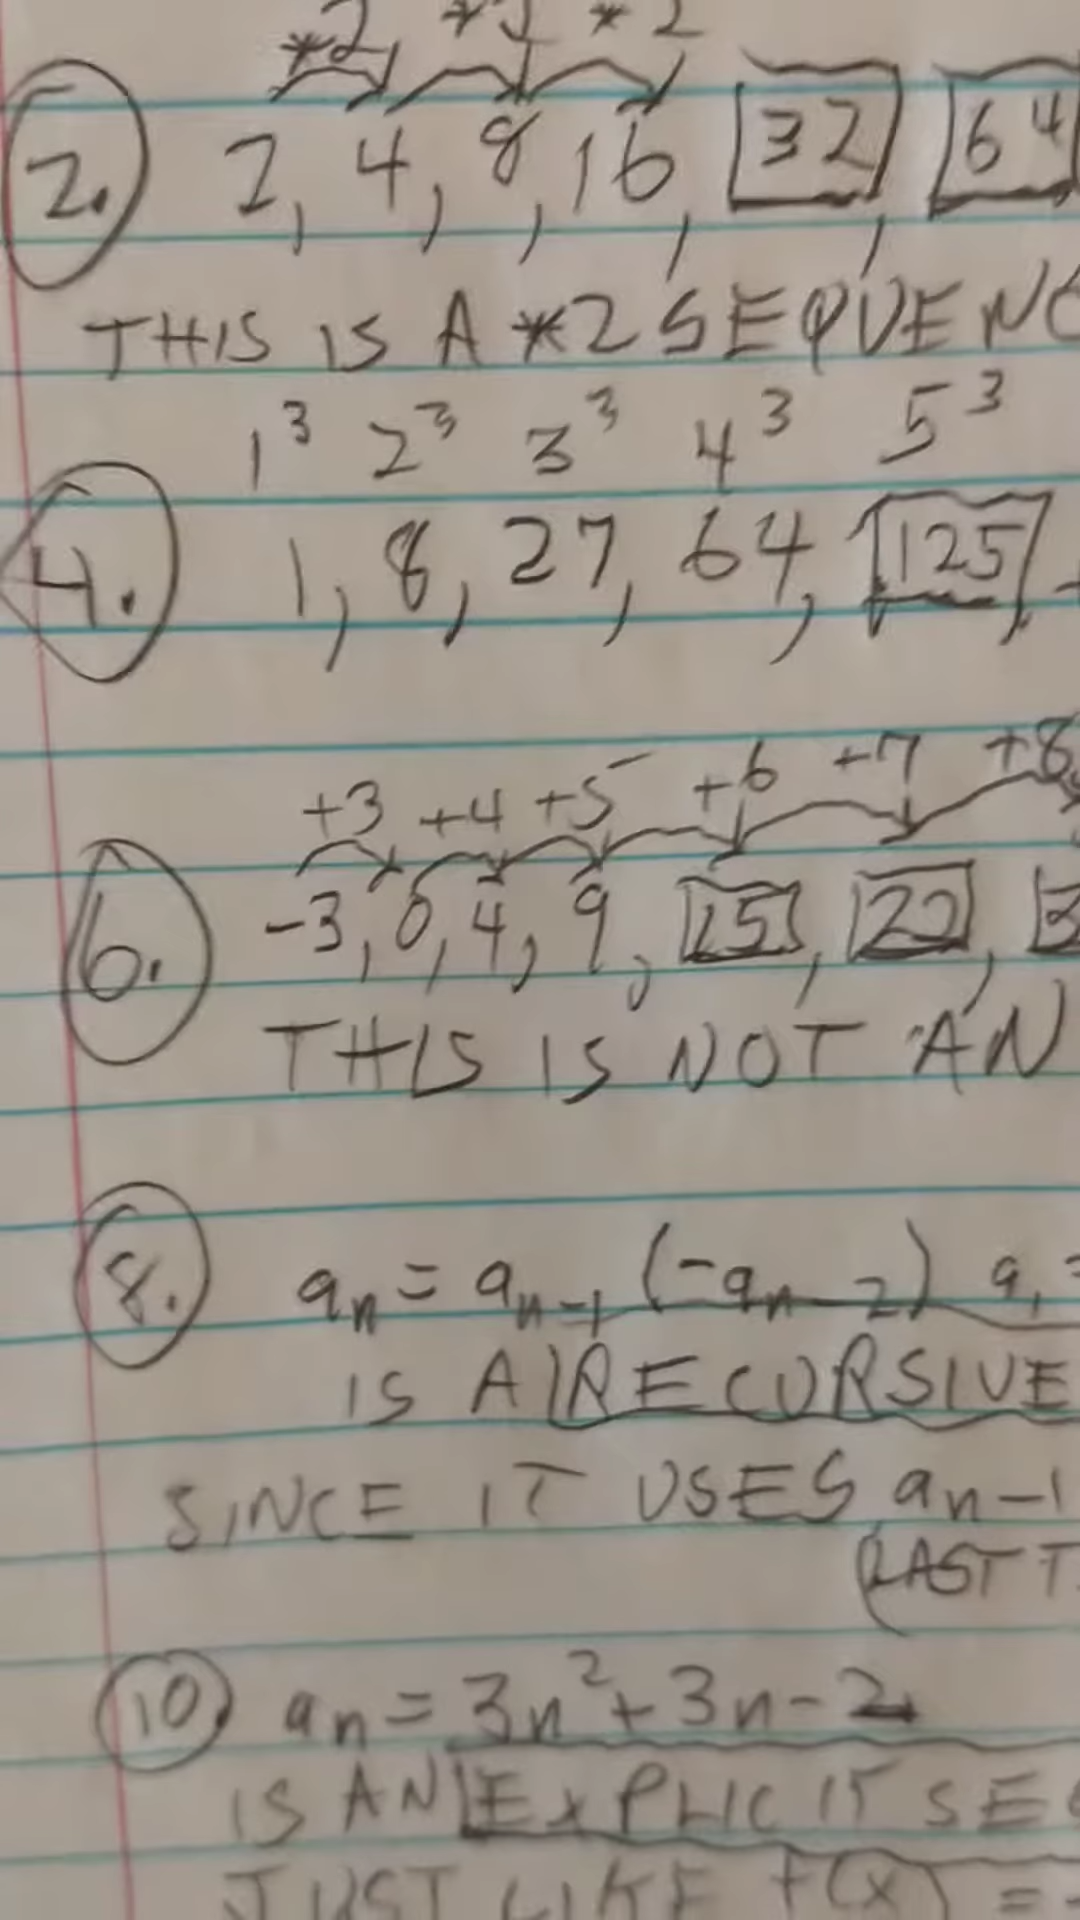 *2 *2 *2
2. 2, 4, 8, 16, 32, 64
THIS IS A *2 SEQUENC
1³ 2³ 3³ 4³ 5³
4. 1, 8, 27, 64, 125,
+3 +4 +5 +6 +7 +8
6. -3, 0, 4, 9, 15, 22, 3
THIS IS NOT AN
8. aₙ = aₙ₋₁ (-aₙ₋₂) a₁ =
IS A RECURSIVE
SINCE IT USES aₙ₋₁
(LAST T
10. aₙ = 3n² + 3n - 2
IS AN EXPLICIT SE
JUST LIKE f(x) =